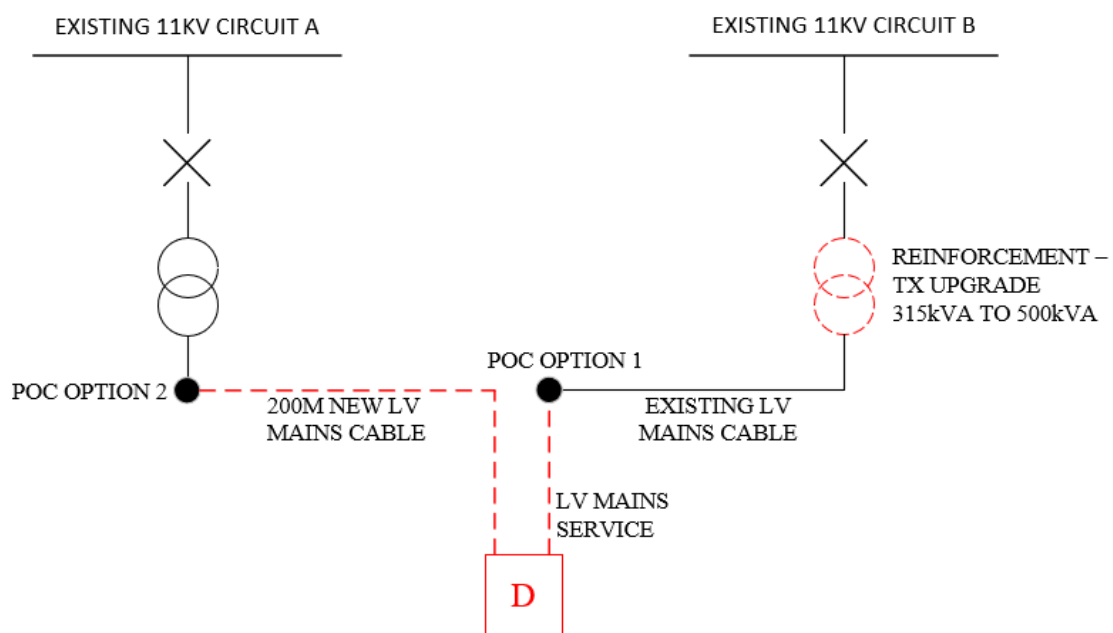 EXISTING 11KV CIRCUIT A
EXISTING 11KV CIRCUIT B
REINFORCEMENT –
TX UPGRADE
315kVA TO 500kVA
POC OPTION 1
POC OPTION 2
200M NEW LV
MAINS CABLE
EXISTING LV
MAINS CABLE
LV MAINS
SERVICE
D